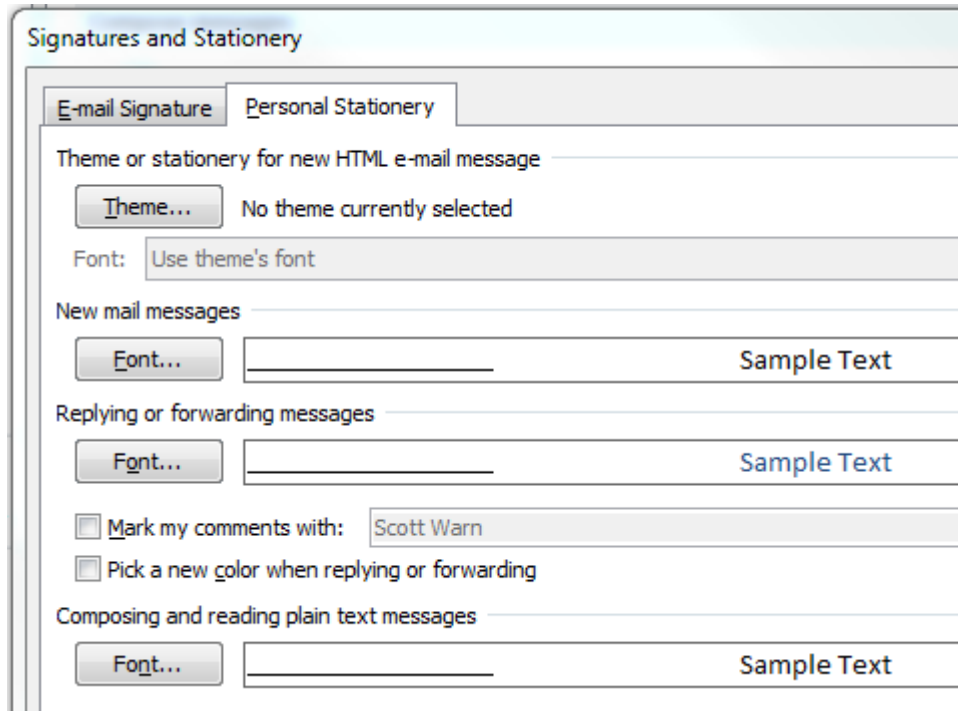 Signatures and Stationery
E-mail Signature Personal Stationery
Theme or stationery for new HTML e-mail message
Theme... No theme currently selected
Font: Use theme's font
New mail messages
Font... Sample Text
Replying or forwarding messages
Font... Sample Text
Mark my comments with: Scott Warn
Pick a new color when replying or forwarding
Composing and reading plain text messages
Font... Sample Text